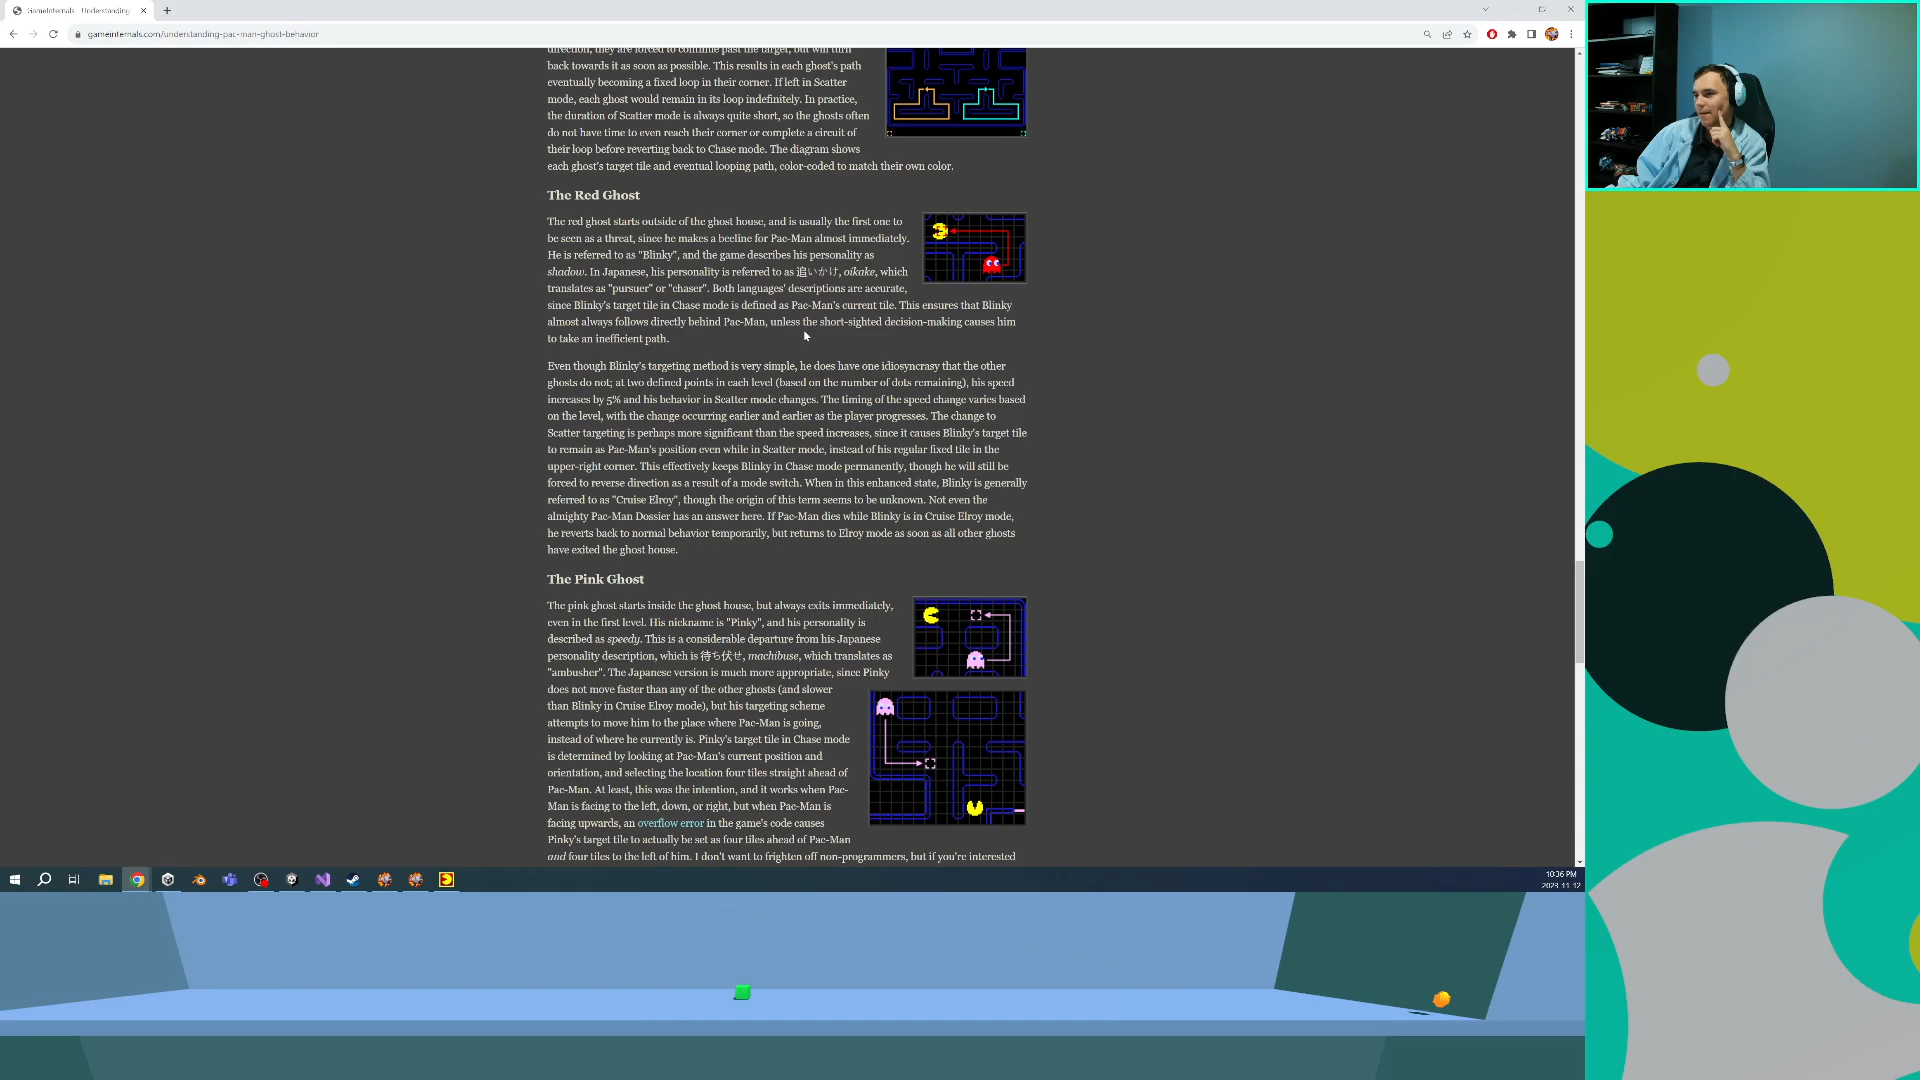 GameInternals - Understanding
gameinternals.com/understanding-pac-man-ghost-behavior
direction, they are forced to continue past the target, but will turn
back towards it as soon as possible. This results in each ghost's path
eventually becoming a fixed loop in their corner. If left in Scatter
mode, each ghost would remain in its loop indefinitely. In practice,
the duration of Scatter mode is always quite short, so the ghosts often
do not have time to even reach their corner or complete a circuit of
their loop before reverting back to Chase mode. The diagram shows
each ghost's target tile and eventual looping path, color-coded to match their own color.
The Red Ghost
The red ghost starts outside of the ghost house, and is usually the first one to
be seen as a threat, since he makes a beeline for Pac-Man almost immediately.
He is referred to as "Blinky", and the game describes his personality as
shadow. In Japanese, his personality is referred to as 追いかけ, oikake, which
translates as "pursuer" or "chaser". Both languages' descriptions are accurate,
since Blinky's target tile in Chase mode is defined as Pac-Man's current tile. This ensures that Blinky
almost always follows directly behind Pac-Man, unless the short-sighted decision-making causes him
to take an inefficient path.
Even though Blinky's targeting method is very simple, he does have one idiosyncrasy that the other
ghosts do not; at two defined points in each level (based on the number of dots remaining), his speed
increases by 5% and his behavior in Scatter mode changes. The timing of the speed change varies based
on the level, with the change occurring earlier and earlier as the player progresses. The change to
Scatter targeting is perhaps more significant than the speed increases, since it causes Blinky's target tile
to remain as Pac-Man's position even while in Scatter mode, instead of his regular fixed tile in the
upper-right corner. This effectively keeps Blinky in Chase mode permanently, though he will still be
forced to reverse direction as a result of a mode switch. When in this enhanced state, Blinky is generally
referred to as "Cruise Elroy", though the origin of this term seems to be unknown. Not even the
almighty Pac-Man Dossier has an answer here. If Pac-Man dies while Blinky is in Cruise Elroy mode,
he reverts back to normal behavior temporarily, but returns to Elroy mode as soon as all other ghosts
have exited the ghost house.
The Pink Ghost
The pink ghost starts inside the ghost house, but always exits immediately,
even in the first level. His nickname is "Pinky", and his personality is
described as speedy. This is a considerable departure from his Japanese
personality description, which is 待ち伏せ, machibuse, which translates as
"ambusher". The Japanese version is much more appropriate, since Pinky
does not move faster than any of the other ghosts (and slower
than Blinky in Cruise Elroy mode), but his targeting scheme
attempts to move him to the place where Pac-Man is going,
instead of where he currently is. Pinky's target tile in Chase mode
is determined by looking at Pac-Man's current position and
orientation, and selecting the location four tiles straight ahead of
Pac-Man. At least, this was the intention, and it works when Pac-
Man is facing to the left, down, or right, but when Pac-Man is
facing upwards, an overflow error in the game's code causes
Pinky's target tile to actually be set as four tiles ahead of Pac-Man
and four tiles to the left of him. I don't want to frighten off non-programmers, but if you're interested
10:36 PM
2023-11-12